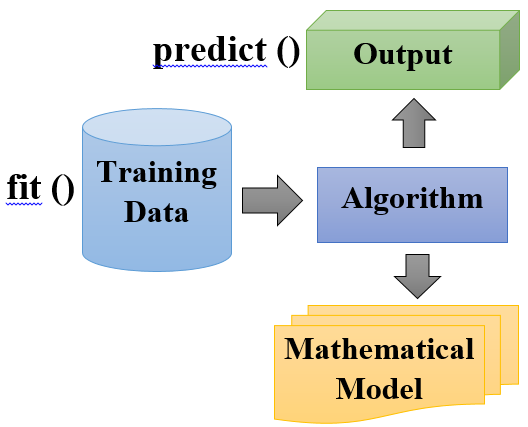 predict ()
Output
fit ()
Training
Data
Algorithm
Mathematical
Model